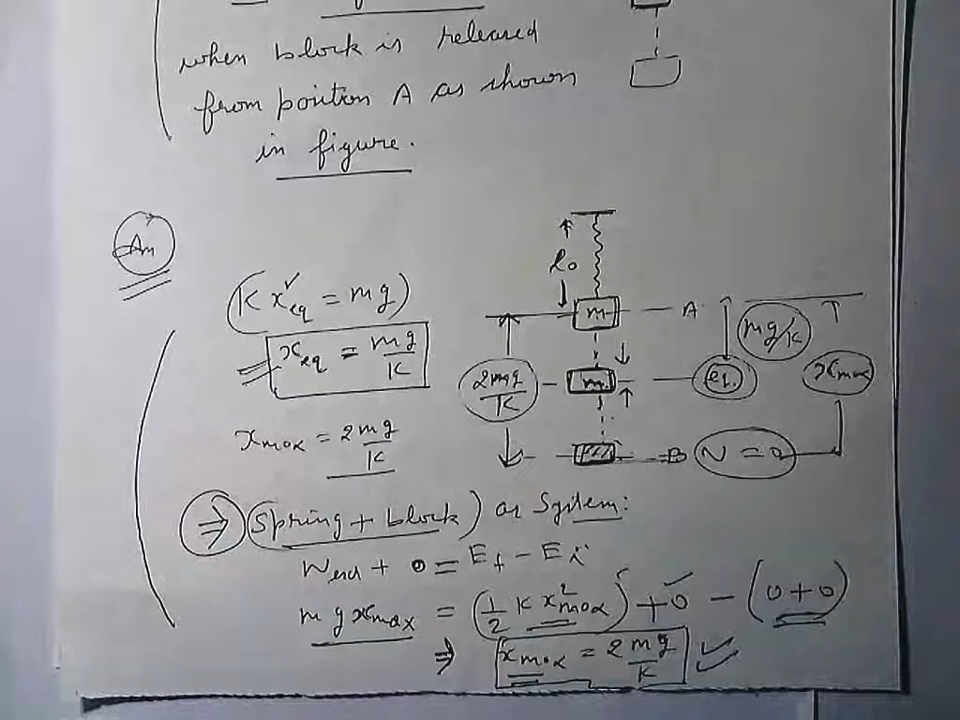 when block is released
from position A as shown
in figure.
Ans
(K x_eq = mg)
x_eq = mg/K
x_max = 2mg/K
l₀
m
A
mg/K
2mg/K
m
eq.
x_max
B
v = 0
⇒ (Spring + block) as System:
W_ext + 0 = E_f - E_i
m g x_max = (1/2 K x²_max) + 0 - (0 + 0)
⇒ x_max = 2mg/K